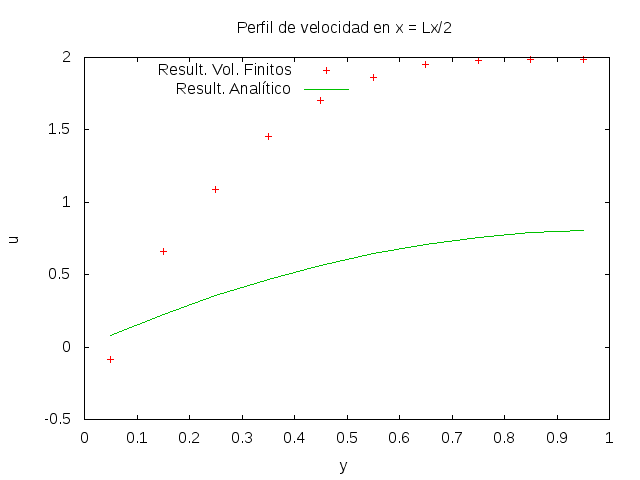 Perfil de velocidad en x = Lx/2
2
Result. Vol. Finitos
Result. Analítico
1.5
1
u
0.5
0
-0.5
0 0.1 0.2 0.3 0.4 0.5 0.6 0.7 0.8 0.9 1
y